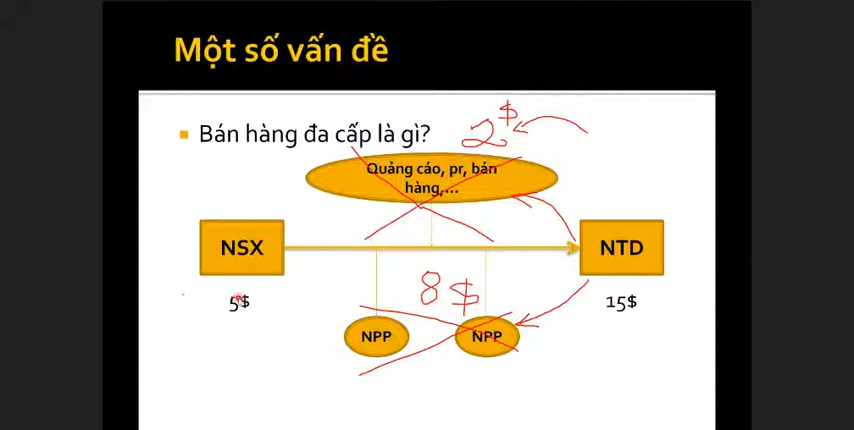 Một số vấn đề
Bán hàng đa cấp là gì?
2$
Quảng cáo, pr, bán
hàng,...
NSX
NTD
5$
8$
15$
NPP
NPP